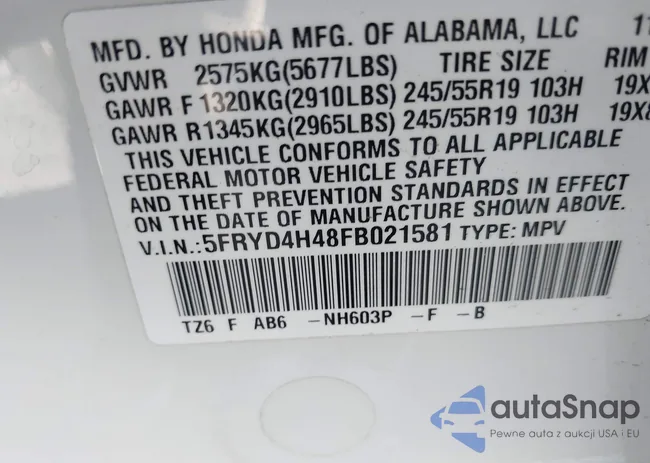 MFD. BY HONDA MFG. OF ALABAMA, LLC 11
GVWR 2575KG(5677LBS) TIRE SIZE RIM
GAWR F 1320KG(2910LBS) 245/55R19 103H 19X
GAWR R1345KG(2965LBS) 245/55R19 103H 19X8
THIS VEHICLE CONFORMS TO ALL APPLICABLE
FEDERAL MOTOR VEHICLE SAFETY
AND THEFT PREVENTION STANDARDS IN EFFECT
ON THE DATE OF MANUFACTURE SHOWN ABOVE.
V.I.N.:5FRYD4H48FB021581 TYPE: MPV
TZ6 F AB6 -NH603P -F -B
autaSnap
Pewne auta z aukcji USA i EU